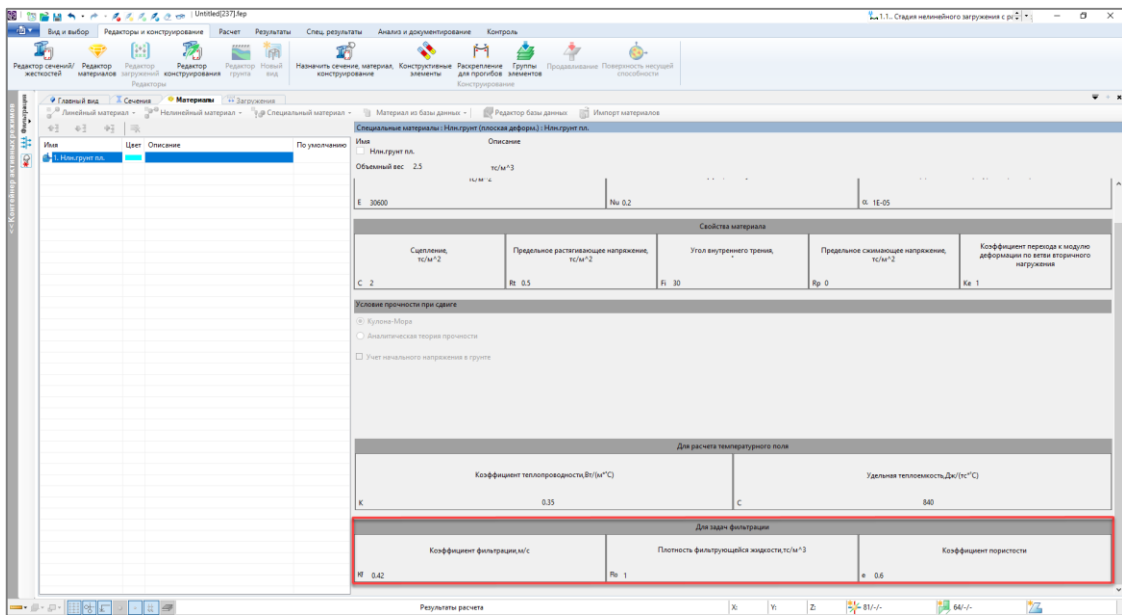 Untitled[237].fep
1.1.. Стадия нелинейного загружения с рс
Вид и выбор Редакторы и конструирование Расчет Результаты Спец. результаты Анализ и документирование Контроль
Редактор сечений/ жесткостей
Редактор материалов
Редактор загружений
Редактор конструирования
Редактор грунта
Новый вид
Назначить сечение, материал, конструирование
Конструктивные элементы
Раскрепление для прогибов
Группы элементов
Продавливание
Поверхность несущей способности
Редакторы
Конструирование
<< Контейнер активных режимов
Фильтрация
Главный вид Сечения Материалы Загружения
Линейный материал Нелинейный материал Специальный материал Материал из базы данных Редактор базы данных Импорт материалов
Имя Цвет Описание По умолчанию
1. Нлн.грунт пл.
Специальные материалы : Нлн.грунт (плоская деформ.) : Нлн.грунт пл.
Имя Описание
Нлн.грунт пл.
Объемный вес 2.5 тс/м^3
E 30600 Nu 0.2 α 1E-05
Свойства материала
Сцепление, тс/м^2
Предельное растягивающее напряжение, тс/м^2
Угол внутреннего трения, °
Предельное сжимающее напряжение, тс/м^2
Коэффициент перехода к модулю деформации по ветви вторичного нагружения
C 2 Rt 0.5 Fi 30 Rp 0 Ke 1
Условие прочности при сдвиге
Кулона-Мора
Аналитическая теория прочности
Учет начального напряжения в грунте
Для расчета температурного поля
Коэффициент теплопроводности,Вт/(м*°С) Удельная теплоемкость,Дж/(тс*°С)
K 0.35 C 840
Для задач фильтрации
Коэффициент фильтрации,м/с Плотность фильтрующейся жидкости,тс/м^3 Коэффициент пористости
Kf 0.42 Ro 1 e 0.6
Результаты расчета X: Y: Z: 81/-/- 64/-/-